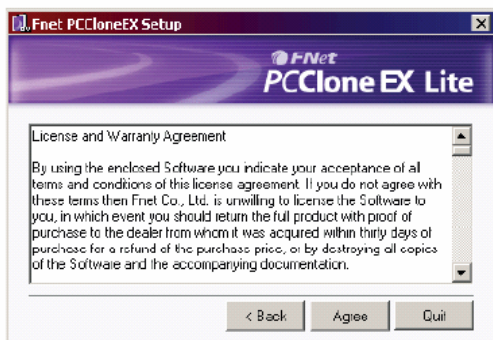 Fnet PCCloneEX Setup
FNet
PCClone EX Lite
License and Warranty Agreement
By using the enclosed Software you indicate your acceptance of all
terms and conditions of this license agreement. If you do not agree with
these terms then Fnet Co., Ltd. is unwilling to license the Software to
you, in which event you should return the full product with proof of
purchase to the dealer from whom it was acquired within thirty days of
purchase for a refund of the purchase price, or by destroying all copies
of the Software and the accompanying documentation.
< Back Agree Quit